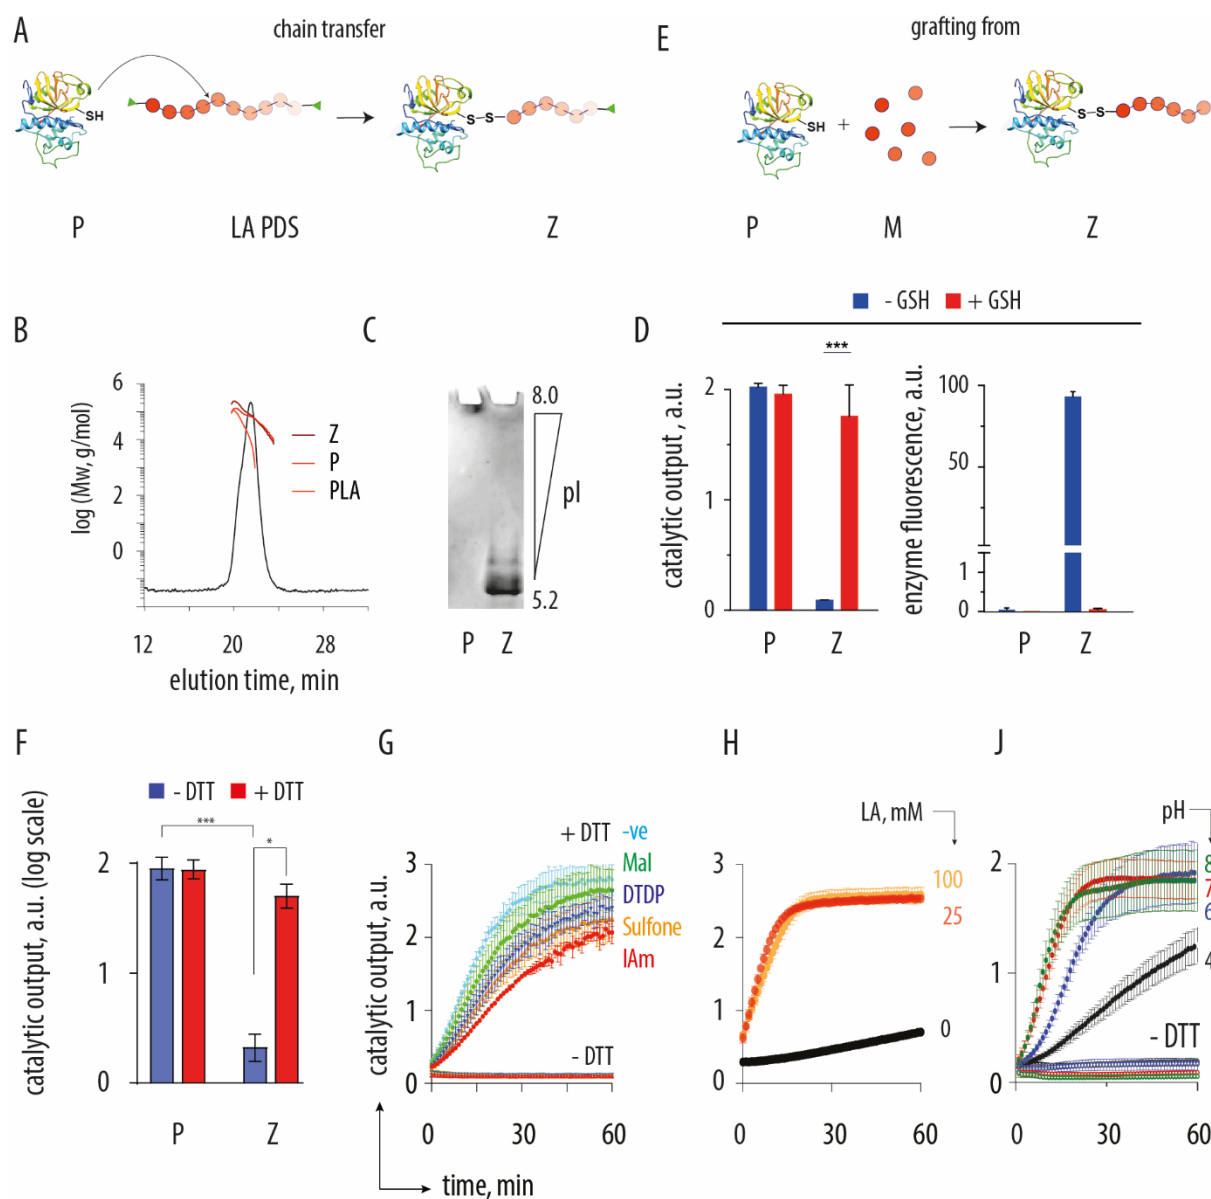 A
chain transfer
E
grafting from
SH
S
S
SH
+
S
S
P
LA PDS
Z
P
M
Z
- GSH
+ GSH
B
C
D
log (Mw, g/mol)
6
4
2
0
Z
P
PLA
12
20
28
elution time, min
8.0
pI
5.2
P
Z
catalytic output, a.u.
2
1
0
***
P
Z
enzyme fluorescence, a.u.
100
50
1
0
P
Z
F
G
H
J
- DTT
+ DTT
catalytic output, a.u. (log scale)
2
1
0
***
*
P
Z
catalytic output, a.u.
3
2
1
0
+ DTT
-ve
Mal
DTDP
Sulfone
IAm
- DTT
0
30
60
time, min
LA, mM
3
2
1
0
100
25
0
0
30
60
pH
2
1
0
8
7
6
4
- DTT
0
30
60